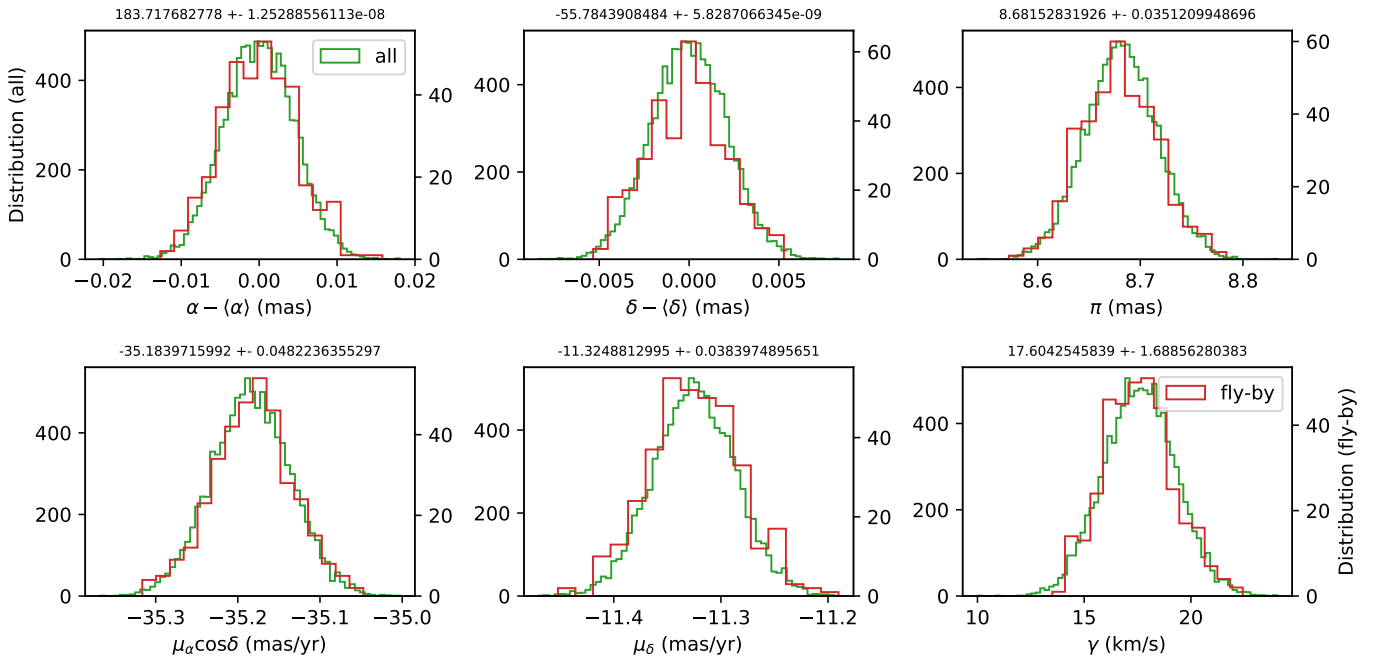 183.717682778 +- 1.25288556113e-08
-55.7843908484 +- 5.8287066345e-09
8.68152831926 +- 0.0351209948696
Distribution (all)
400
200
0
40
20
0
all
−0.02 −0.01 0.00 0.01 0.02
α − ⟨α⟩ (mas)
400
200
0
60
40
20
0
−0.005 0.000 0.005
δ − ⟨δ⟩ (mas)
400
200
0
60
40
20
0
8.6 8.7 8.8
π (mas)
-35.1839715992 +- 0.0482236355297
-11.3248812995 +- 0.0383974895651
17.6042545839 +- 1.68856280383
400
200
0
40
20
0
−35.3 −35.2 −35.1 −35.0
μαcosδ (mas/yr)
400
200
0
40
20
0
−11.4 −11.3 −11.2
μδ (mas/yr)
400
200
0
40
20
0
fly-by
Distribution (fly-by)
10 15 20
γ (km/s)